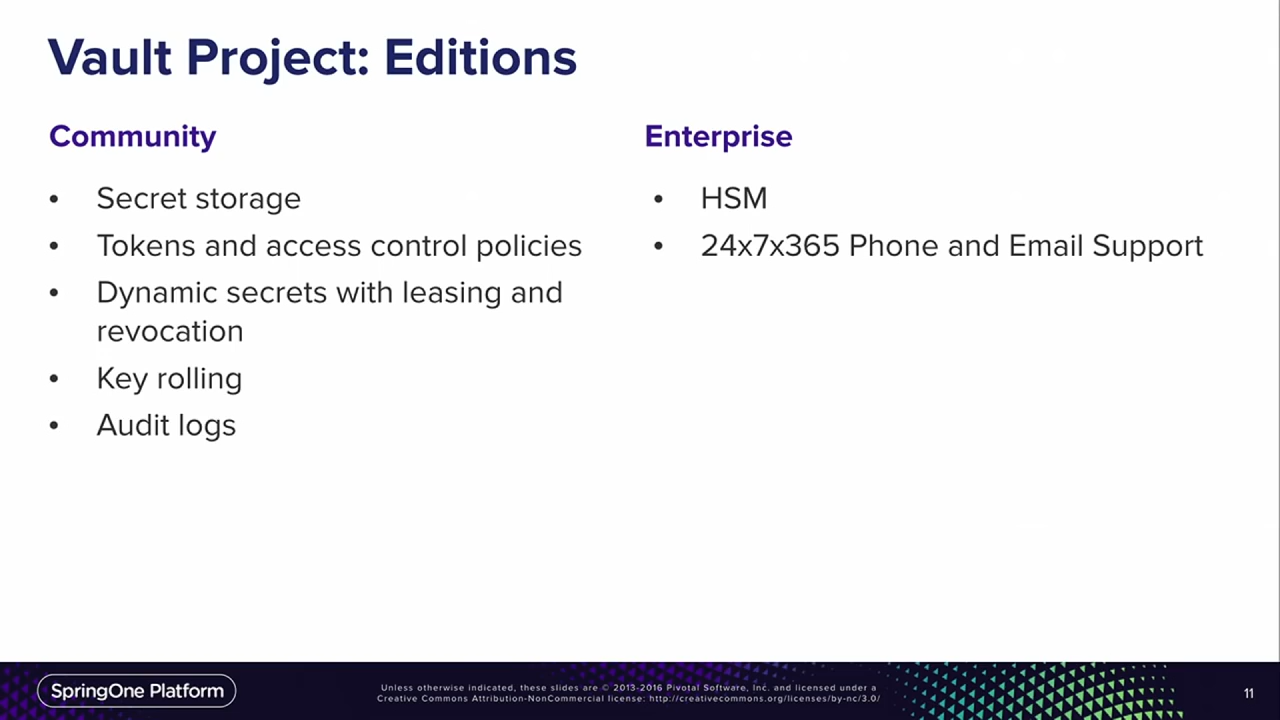 Vault Project: Editions
Community
• Secret storage
• Tokens and access control policies
• Dynamic secrets with leasing and
revocation
• Key rolling
• Audit logs
Enterprise
• HSM
• 24x7x365 Phone and Email Support
SpringOne Platform
Unless otherwise indicated, these slides are © 2013-2016 Pivotal Software, Inc. and licensed under a
Creative Commons Attribution-NonCommercial license: http://creativecommons.org/licenses/by-nc/3.0/
11